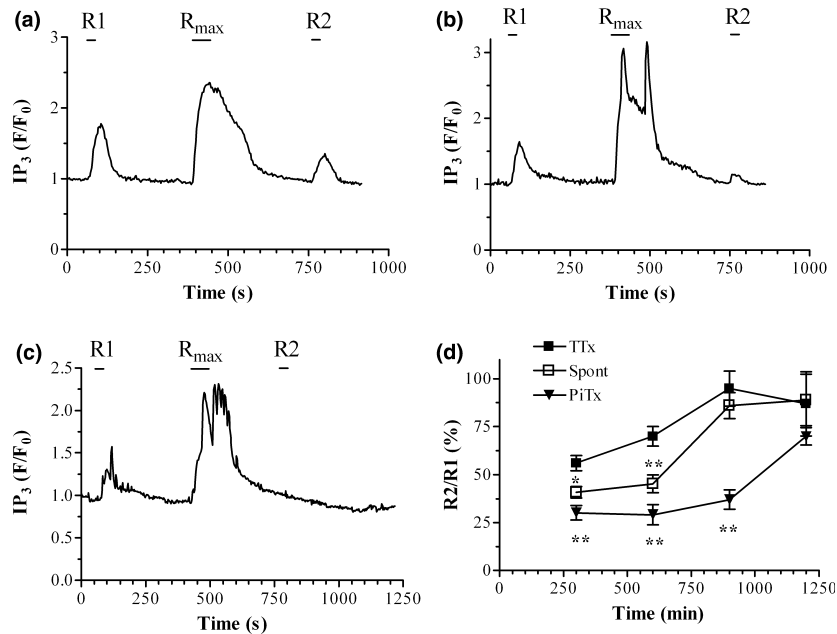 (a)
R1 Rmax R2
IP3 (F/F0)
3
2
1
0
0 250 500 750 1000
Time (s)
(b)
R1 Rmax R2
IP3 (F/F0)
3
2
1
0
0 250 500 750 1000
Time (s)
(c)
R1 Rmax R2
IP3 (F/F0)
2.5
2.0
1.5
1.0
0.5
0.0
0 250 500 750 1000 1250
Time (s)
(d)
TTx
Spont
PiTx
R2/R1 (%)
100
75
50
25
0
* **
** ** **
0 250 500 750 1000 1250
Time (min)